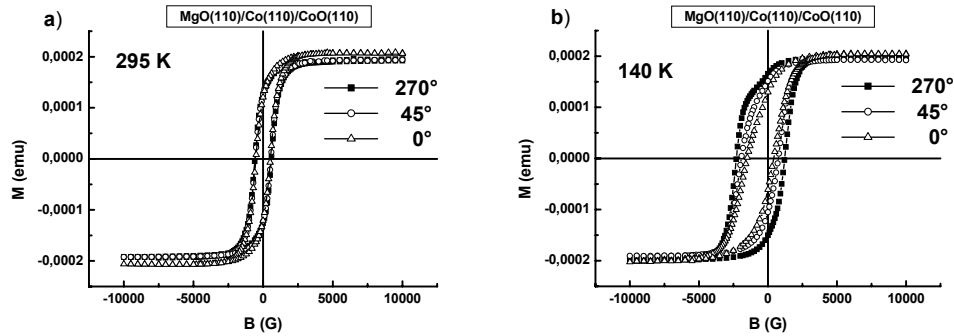 a)
MgO(110)/Co(110)/CoO(110)
295 K
270°
45°
0°
0,0002
0,0001
0,0000
-0,0001
-0,0002
M (emu)
-10000 -5000 0 5000 10000
B (G)
b)
MgO(110)/Co(110)/CoO(110)
140 K
270°
45°
0°
0,0002
0,0001
0,0000
-0,0001
-0,0002
M (emu)
-10000 -5000 0 5000 10000
B (G)